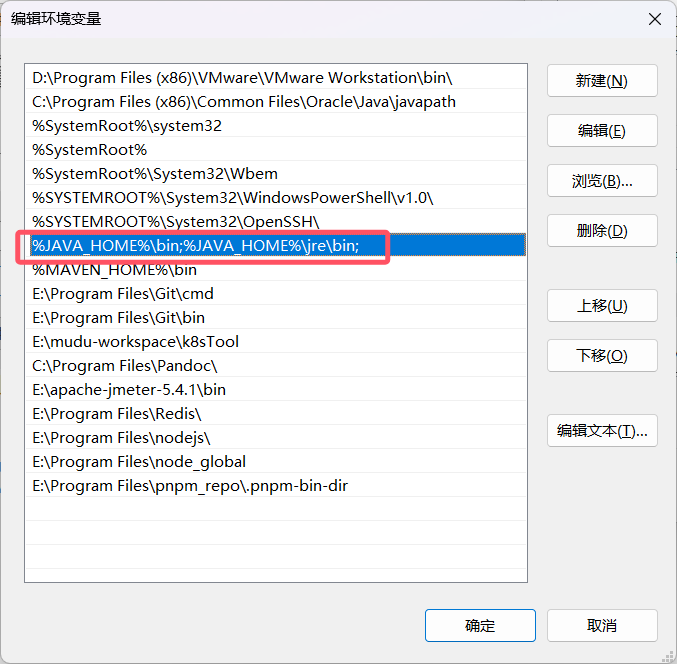 编辑环境变量
D:\Program Files (x86)\VMware\VMware Workstation\bin\
C:\Program Files (x86)\Common Files\Oracle\Java\javapath
%SystemRoot%\system32
%SystemRoot%
%SystemRoot%\System32\Wbem
%SYSTEMROOT%\System32\WindowsPowerShell\v1.0\
%SYSTEMROOT%\System32\OpenSSH\
%JAVA_HOME%\bin;%JAVA_HOME%\jre\bin;
%MAVEN_HOME%\bin
E:\Program Files\Git\cmd
E:\Program Files\Git\bin
E:\mudu-workspace\k8sTool
C:\Program Files\Pandoc\
E:\apache-jmeter-5.4.1\bin
E:\Program Files\Redis\
E:\Program Files\nodejs\
E:\Program Files\node_global
E:\Program Files\pnpm_repo\.pnpm-bin-dir
新建(N)
编辑(E)
浏览(B)...
删除(D)
上移(U)
下移(O)
编辑文本(T)...
确定
取消